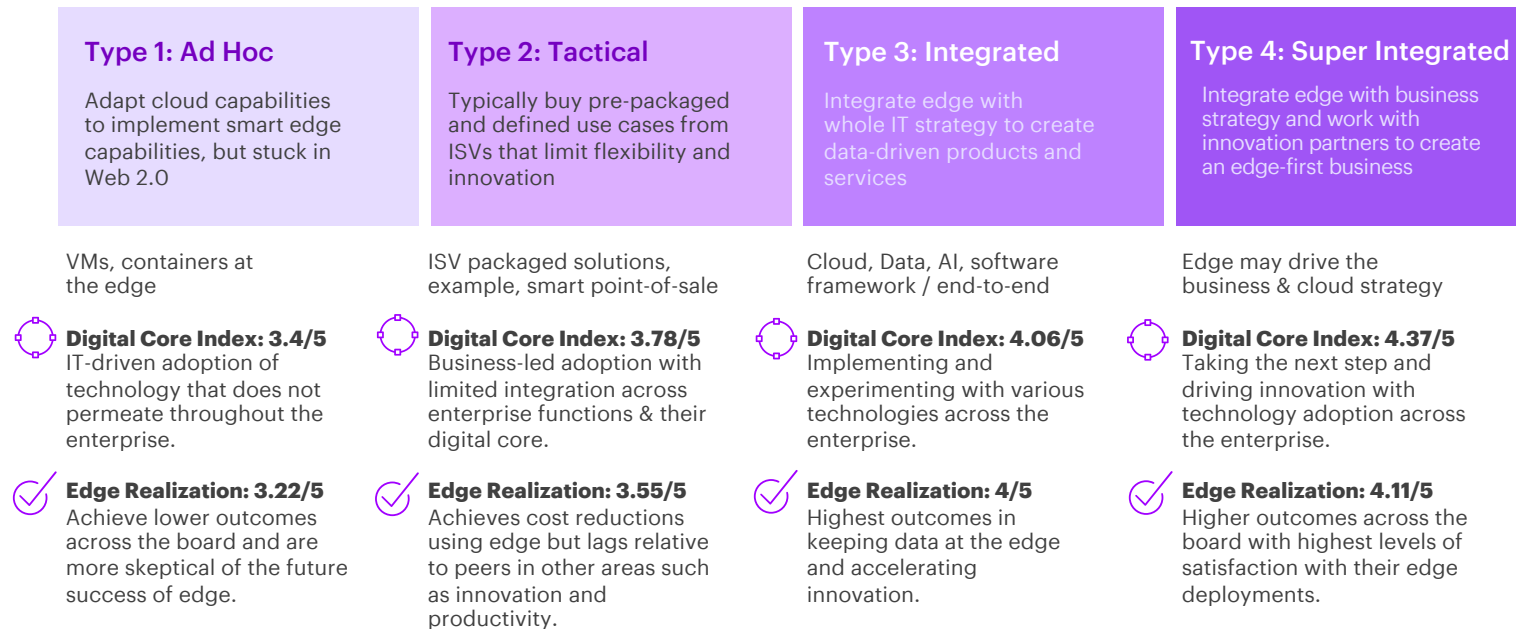 Type 1: Ad Hoc
Adapt cloud capabilities
to implement smart edge
capabilities, but stuck in
Web 2.0
VMs, containers at
the edge
Digital Core Index: 3.4/5
IT-driven adoption of
technology that does not
permeate throughout the
enterprise.
Edge Realization: 3.22/5
Achieve lower outcomes
across the board and are
more skeptical of the future
success of edge.
Type 2: Tactical
Typically buy pre-packaged
and defined use cases from
ISVs that limit flexibility and
innovation
ISV packaged solutions,
example, smart point-of-sale
Digital Core Index: 3.78/5
Business-led adoption with
limited integration across
enterprise functions & their
digital core.
Edge Realization: 3.55/5
Achieves cost reductions
using edge but lags relative
to peers in other areas such
as innovation and
productivity.
Type 3: Integrated
Integrate edge with
whole IT strategy to create
data-driven products and
services
Cloud, Data, AI, software
framework / end-to-end
Digital Core Index: 4.06/5
Implementing and
experimenting with various
technologies across the
enterprise.
Edge Realization: 4/5
Highest outcomes in
keeping data at the edge
and accelerating
innovation.
Type 4: Super Integrated
Integrate edge with business
strategy and work with
innovation partners to create
an edge-first business
Edge may drive the
business & cloud strategy
Digital Core Index: 4.37/5
Taking the next step and
driving innovation with
technology adoption across
the enterprise.
Edge Realization: 4.11/5
Higher outcomes across the
board with highest levels of
satisfaction with their edge
deployments.